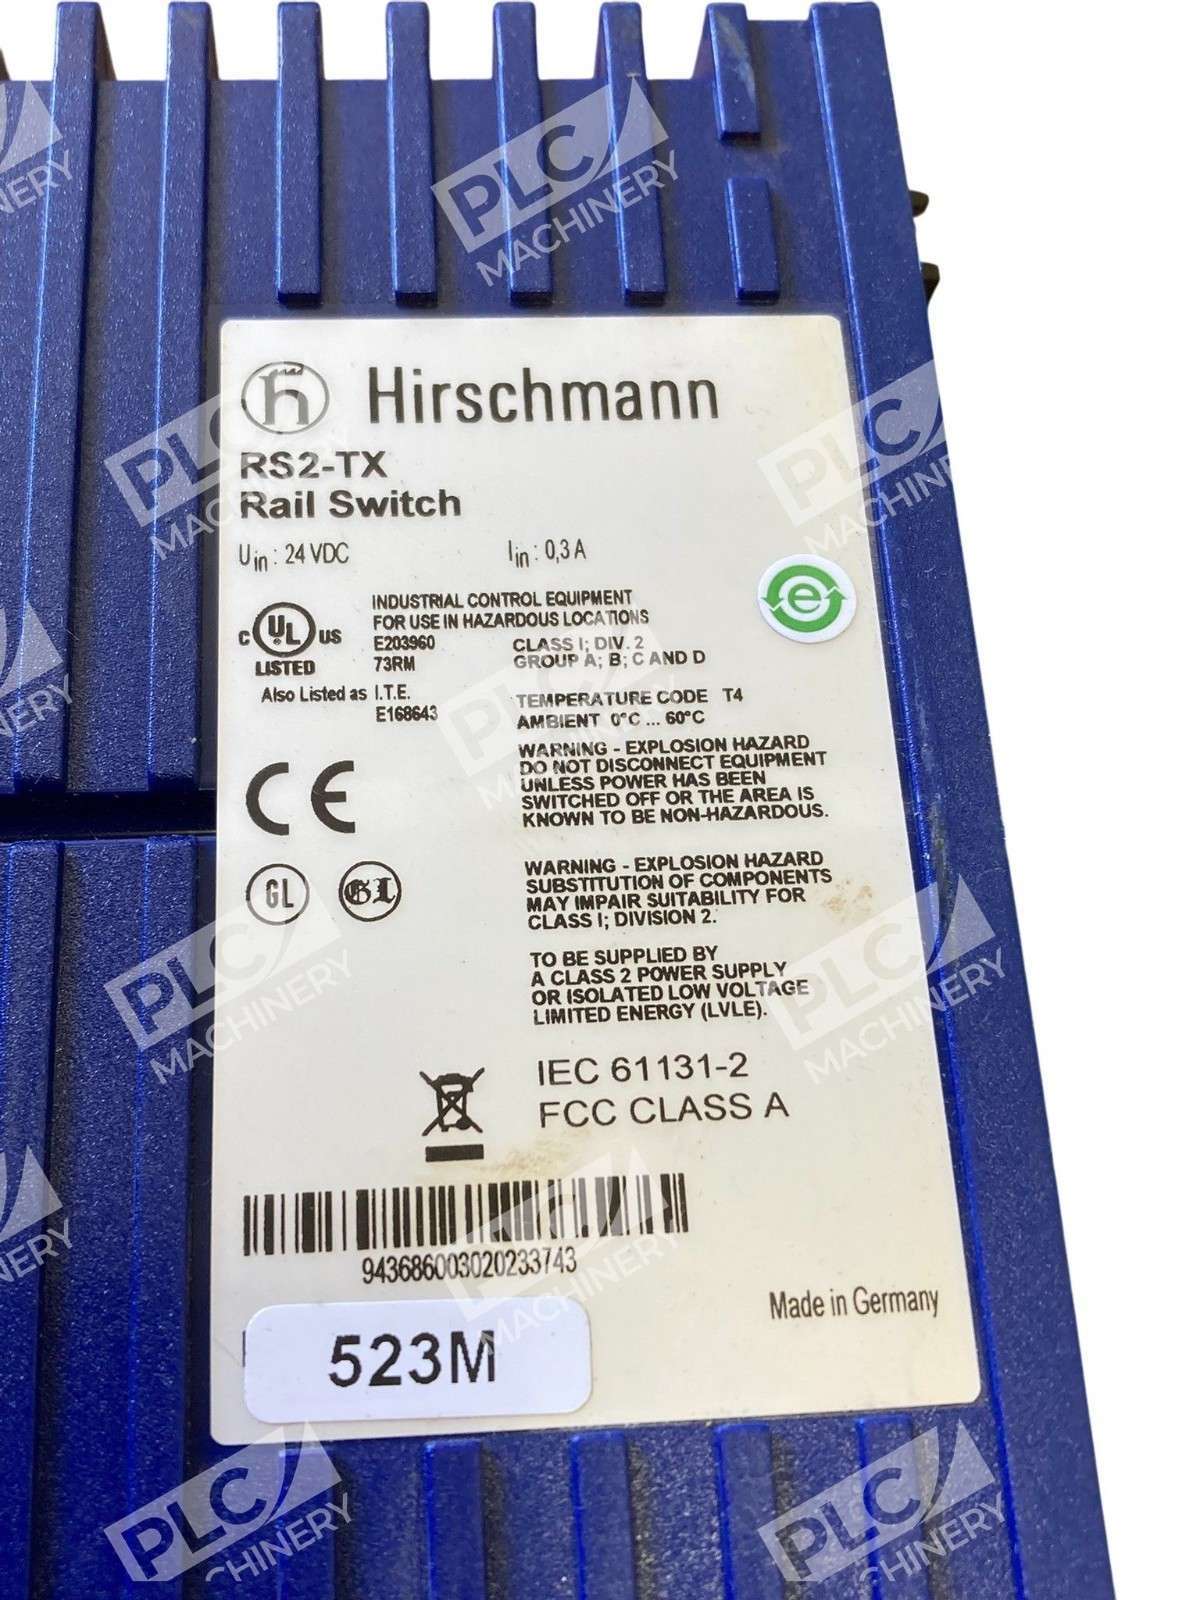 Hirschmann
RS2-TX
Rail Switch
Uin: 24 VDC Iin: 0,3 A
C UL US
LISTED
INDUSTRIAL CONTROL EQUIPMENT
FOR USE IN HAZARDOUS LOCATIONS
E203960 CLASS I; DIV. 2
73RM GROUP A; B; C AND D
Also Listed as I.T.E.
E168643
TEMPERATURE CODE T4
AMBIENT 0°C ... 60°C
e
WARNING - EXPLOSION HAZARD
DO NOT DISCONNECT EQUIPMENT
UNLESS POWER HAS BEEN
SWITCHED OFF OR THE AREA IS
KNOWN TO BE NON-HAZARDOUS.
CE
GL GL
WARNING - EXPLOSION HAZARD
SUBSTITUTION OF COMPONENTS
MAY IMPAIR SUITABILITY FOR
CLASS I; DIVISION 2.
TO BE SUPPLIED BY
A CLASS 2 POWER SUPPLY
OR ISOLATED LOW VOLTAGE
LIMITED ENERGY (LVLE).
IEC 61131-2
FCC CLASS A
943686003020233743
Made in Germany
523M
PLC
MACHINERY